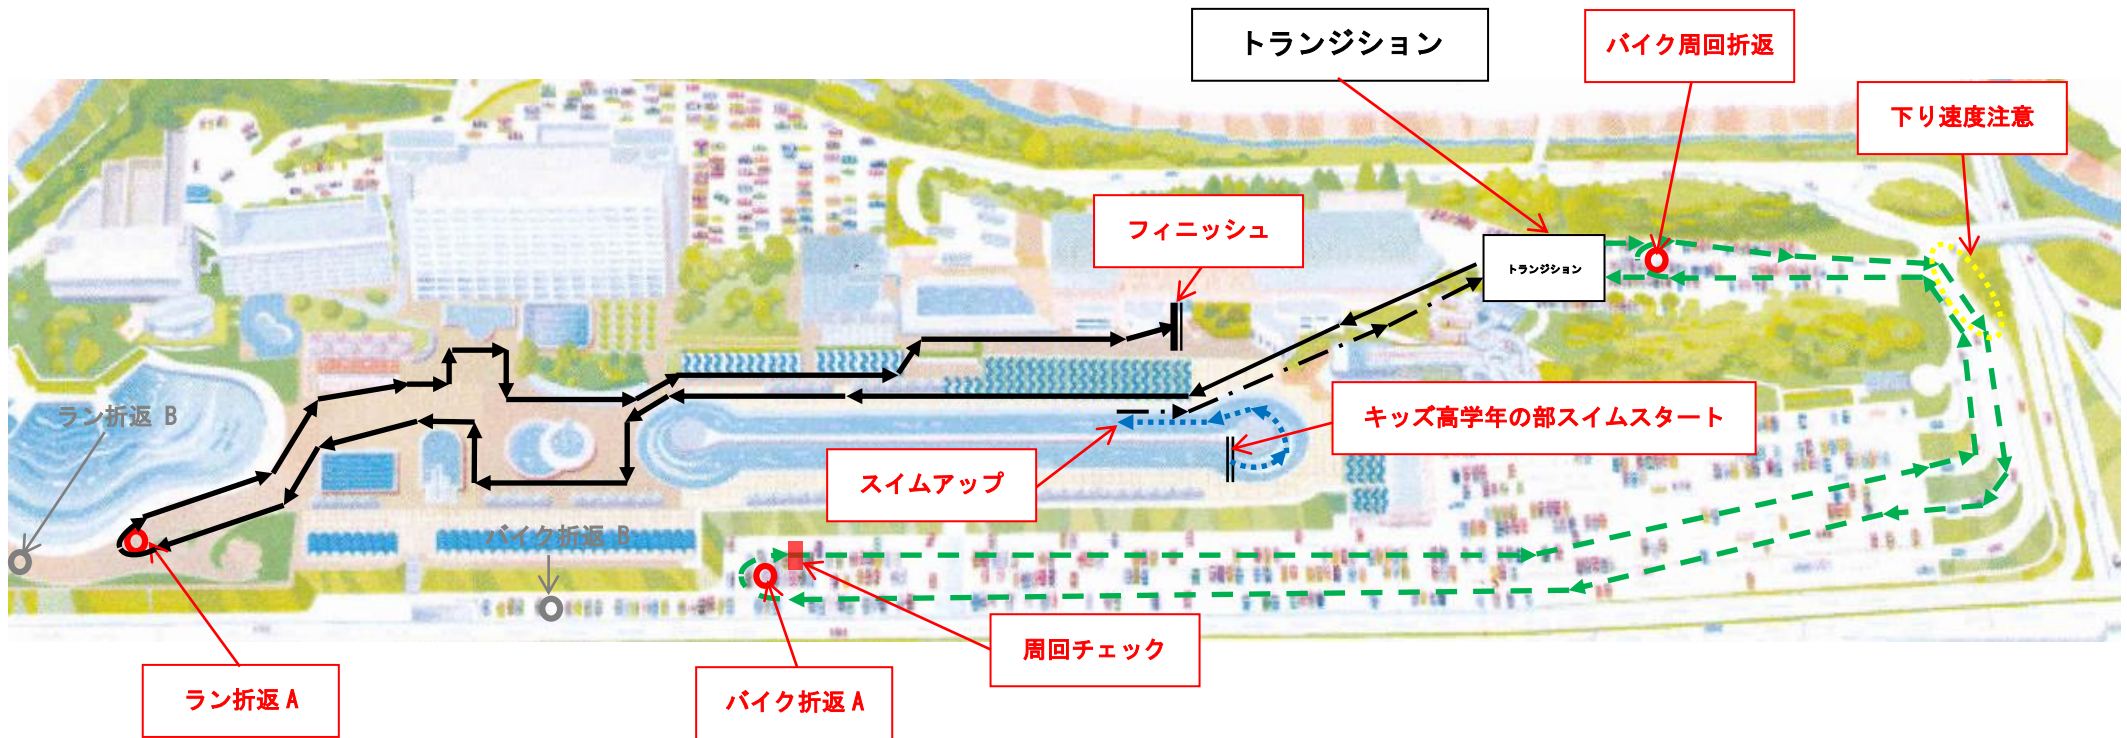 トランジション
バイク周回折返
下り速度注意
フィニッシュ
トランジション
ラン折返 B
キッズ高学年の部スイムスタート
スイムアップ
バイク折返 B
周回チェック
ラン折返 A
バイク折返 A